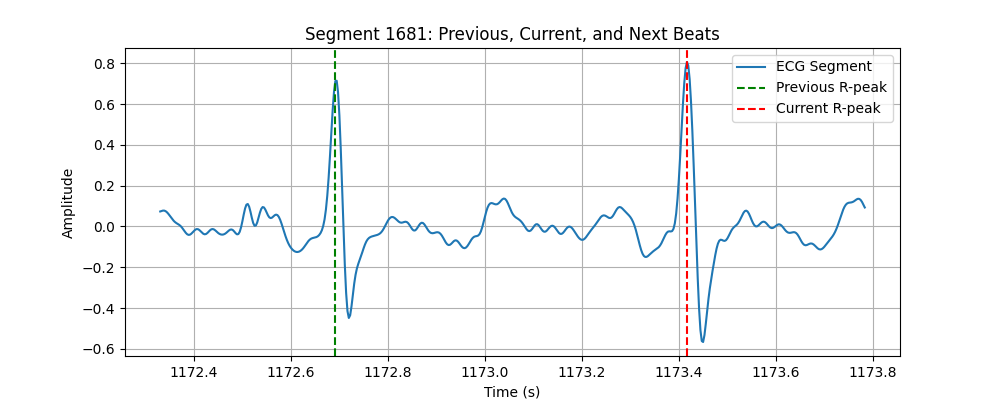 Segment 1681: Previous, Current, and Next Beats
ECG Segment
Previous R-peak
Current R-peak
Amplitude
0.8
0.6
0.4
0.2
0.0
−0.2
−0.4
−0.6
1172.4 1172.6 1172.8 1173.0 1173.2 1173.4 1173.6 1173.8
Time (s)